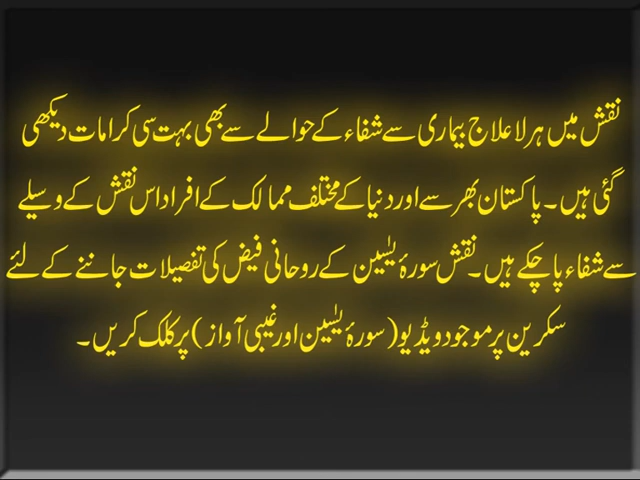 نقش میں ہر لاعلاج بیماری سے شفاء کے حوالے سے بھی بہت سی کرامات دیکھی
گئی ہیں۔ پاکستان بھر سے اور دنیا کے مختلف ممالک کے افراد اس نقش کے وسیلے
سے شفاء پا چکے ہیں۔ نقش سورۂ یٰسین کے روحانی فیض کی تفصیلات جاننے کے لئے
سکرین پر موجود ویڈیو (سورۂ یٰسین اور غیبی آواز) پر کلک کریں۔